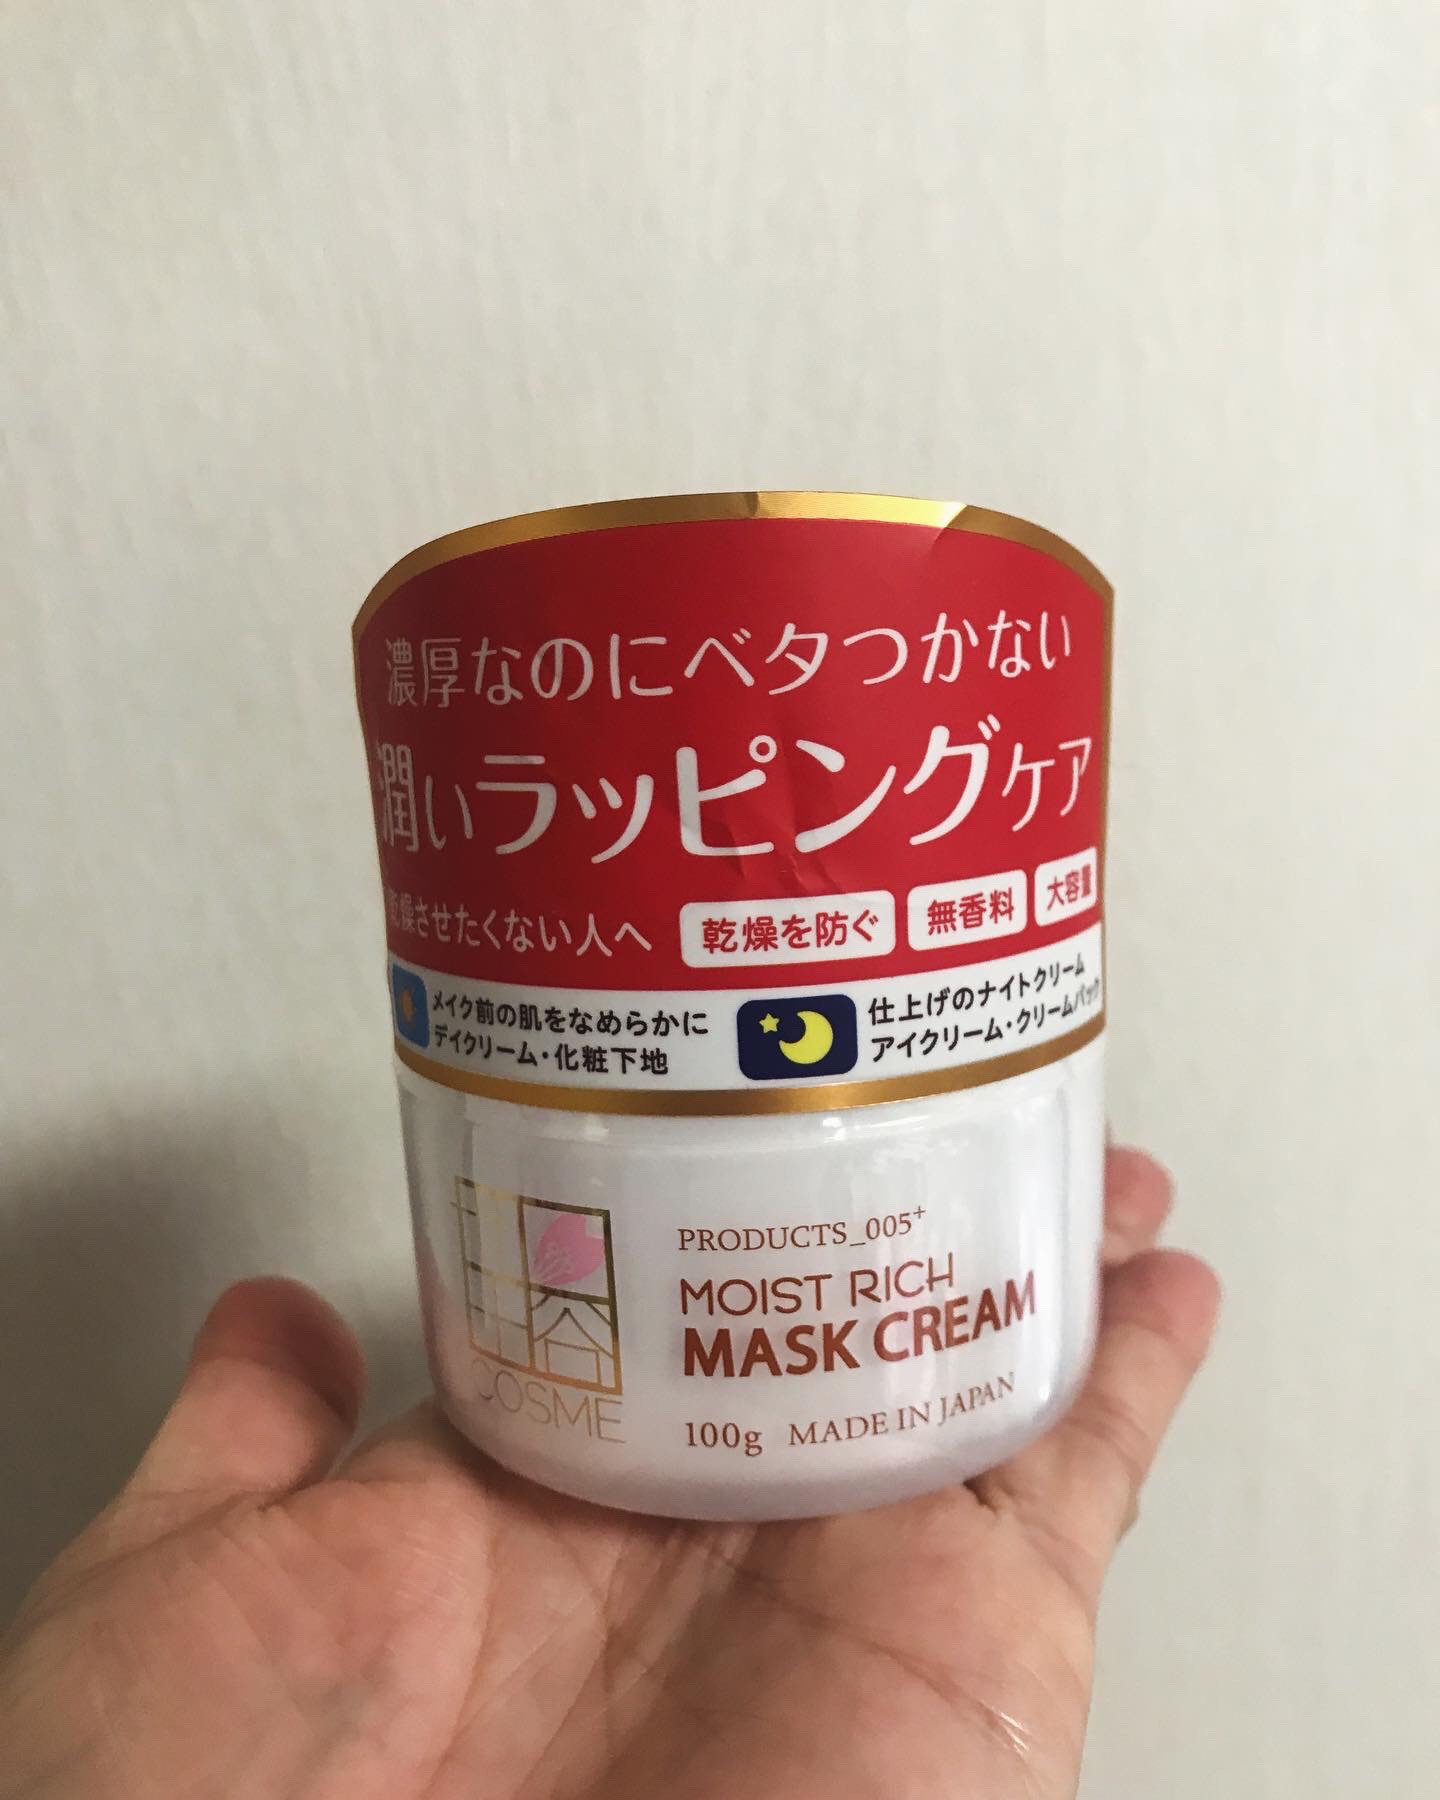 濃厚なのにベタつかない
潤いラッピングケア
乾燥させたくない人へ
乾燥を防ぐ
無香料
大容量
メイク前の肌をなめらかに
デイクリーム・化粧下地
仕上げのナイトクリーム
アイクリーム・クリームパック
COSME
PRODUCTS_005+
MOIST RICH
MASK CREAM
100g MADE IN JAPAN